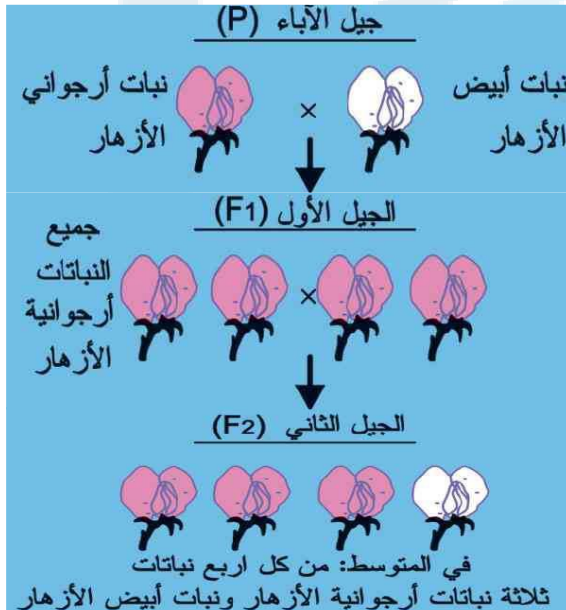 جيل الآباء (P)
نبات أرجواني
الأزهار
×
نبات أبيض
الأزهار
الجيل الأول (F1)
جميع
النباتات
أرجوانية
الأزهار
×
الجيل الثاني (F2)
في المتوسط: من كل اربع نباتات
ثلاثة نباتات أرجوانية الأزهار ونبات أبيض الأزهار